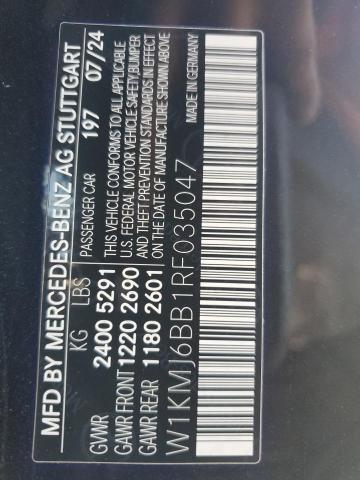 MFD BY MERCEDES-BENZ AG STUTTGART
KG LBS PASSENGER CAR 197 07/24
GVWR 2400 5291 THIS VEHICLE CONFORMS TO ALL APPLICABLE
GAWR FRONT 1220 2690 U.S. FEDERAL MOTOR VEHICLE SAFETY,BUMPER
GAWR REAR 1180 2601 AND THEFT PREVENTION STANDARDS IN EFFECT
ON THE DATE OF MANUFACTURE SHOWN ABOVE
W1KMJ6BB1RF035047 MADE IN GERMANY